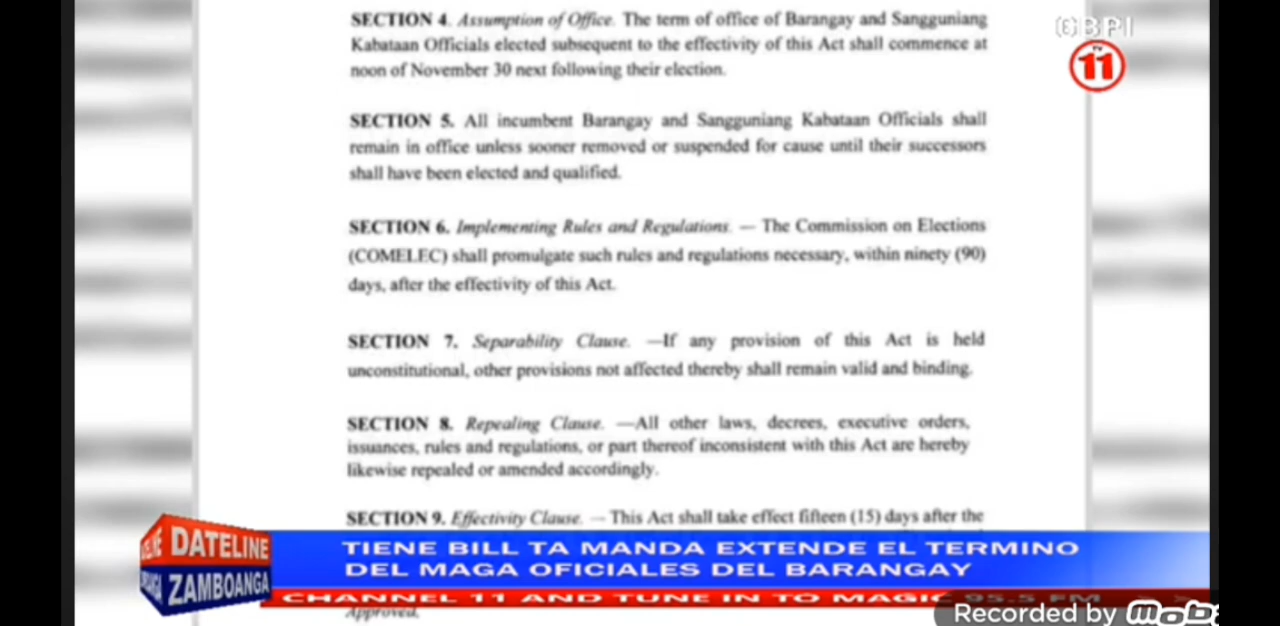 SECTION 4. Assumption of Office. The term of office of Barangay and Sangguniang
Kabataan Officials elected subsequent to the effectivity of this Act shall commence at
noon of November 30 next following their election.
SECTION 5. All incumbent Barangay and Sangguniang Kabataan Officials shall
remain in office unless sooner removed or suspended for cause until their successors
shall have been elected and qualified.
SECTION 6. Implementing Rules and Regulations. — The Commission on Elections
(COMELEC) shall promulgate such rules and regulations necessary, within ninety (90)
days, after the effectivity of this Act.
SECTION 7. Separability Clause. —If any provision of this Act is held
unconstitutional, other provisions not affected thereby shall remain valid and binding.
SECTION 8. Repealing Clause. —All other laws, decrees, executive orders,
issuances, rules and regulations, or part thereof inconsistent with this Act are hereby
likewise repealed or amended accordingly.
SECTION 9. Effectivity Clause. — This Act shall take effect fifteen (15) days after the
Approved.
GBPI
TV
11
DATELINE
ZAMBOANGA
TIENE BILL TA MANDA EXTENDE EL TERMINO
DEL MAGA OFICIALES DEL BARANGAY
CHANNEL 11 AND TUNE IN TO MAGIC 95.5 FM
Recorded by